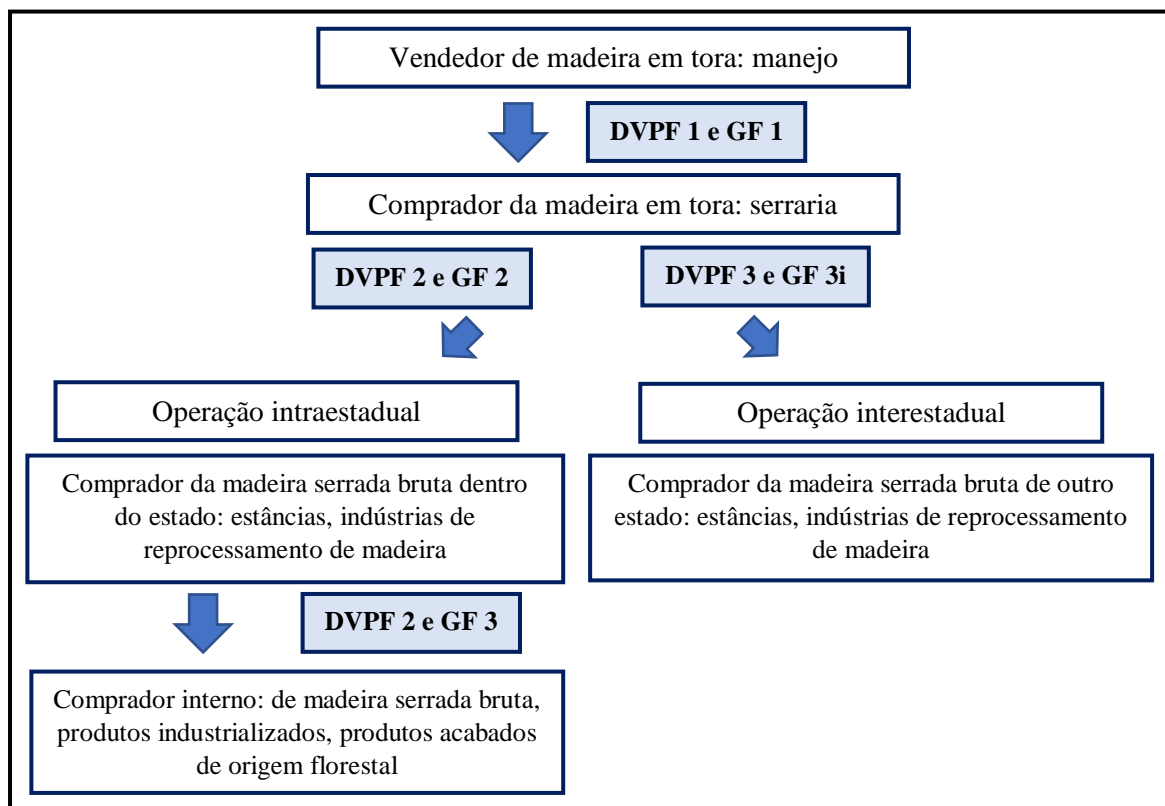 Vendedor de madeira em tora: manejo
DVPF 1 e GF 1
Comprador da madeira em tora: serraria
DVPF 2 e GF 2
DVPF 3 e GF 3i
Operação intraestadual
Operação interestadual
Comprador da madeira serrada bruta dentro
do estado: estâncias, indústrias de
reprocessamento de madeira
Comprador da madeira serrada bruta de outro
estado: estâncias, indústrias de reprocessamento
de madeira
DVPF 2 e GF 3
Comprador interno: de madeira serrada bruta,
produtos industrializados, produtos acabados
de origem florestal